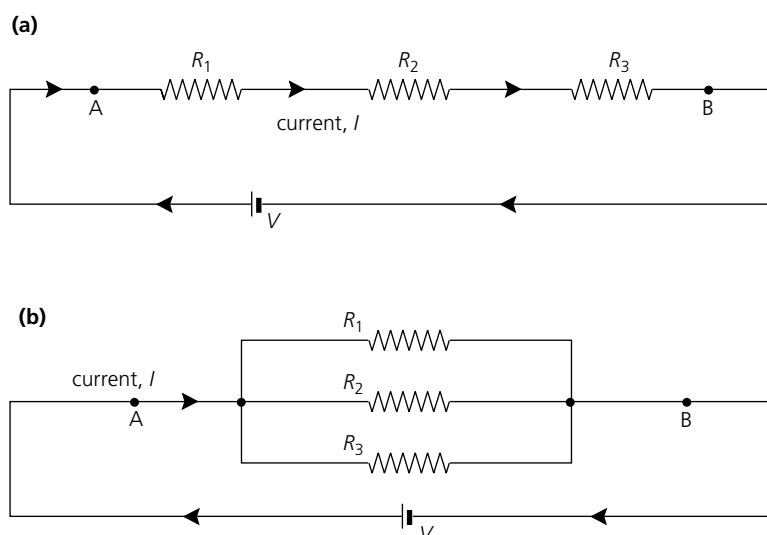 (a)
R1 R2 R3
A B
current, I
V
(b)
R1
current, I R2
A B
R3
V